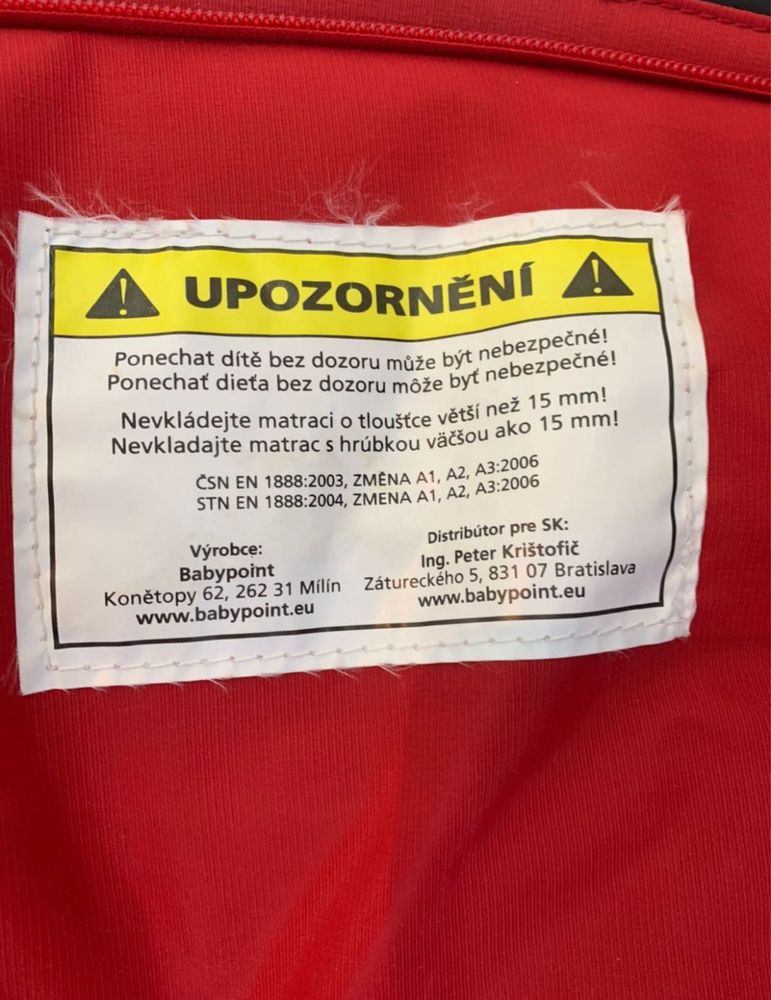 UPOZORNĚNÍ
Ponechat dítě bez dozoru může být nebezpečné!
Ponechať dieťa bez dozoru môže byť nebezpečné!
Nevkládejte matraci o tloušťce větší než 15 mm!
Nevkladajte matrac s hrúbkou väčšou ako 15 mm!
ČSN EN 1888:2003, ZMĚNA A1, A2, A3:2006
STN EN 1888:2004, ZMENA A1, A2, A3:2006
Výrobce:
Babypoint
Konětopy 62, 262 31 Milín
www.babypoint.eu
Distribútor pre SK:
Ing. Peter Krištofič
Zátureckého 5, 831 07 Bratislava
www.babypoint.eu